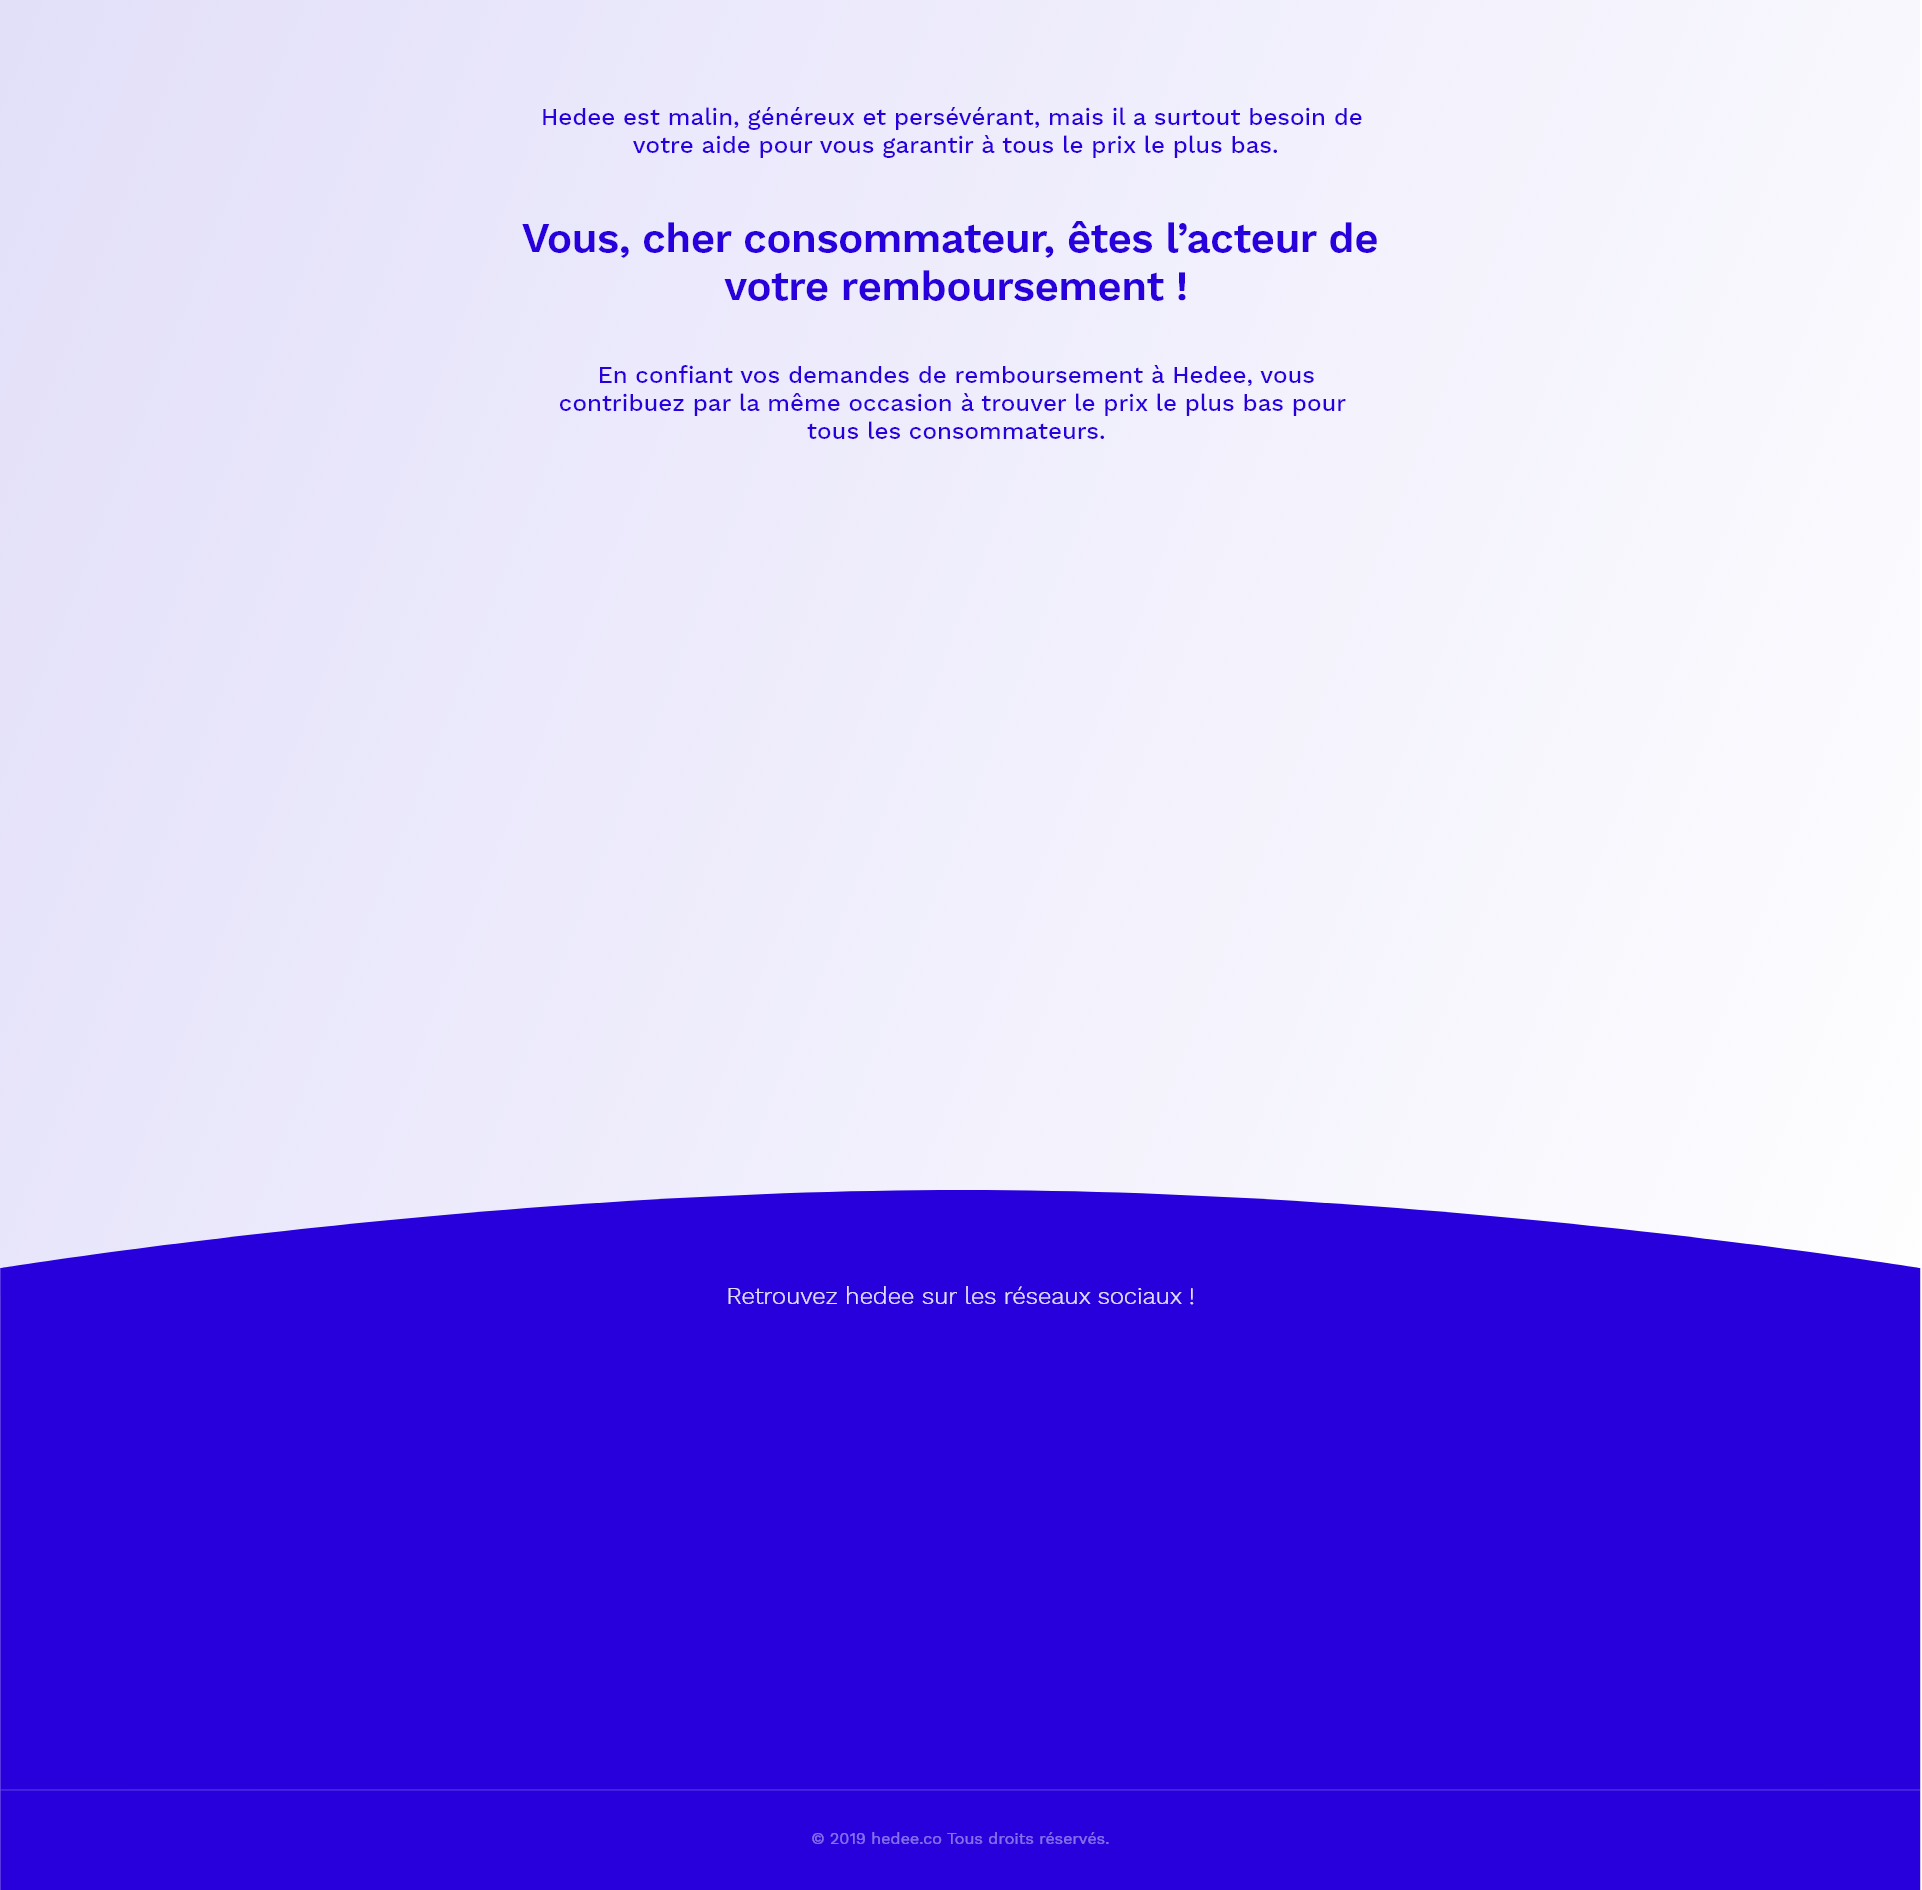 Hedee est malin, généreux et persévérant, mais il a surtout besoin de
votre aide pour vous garantir à tous le prix le plus bas.
Vous, cher consommateur, êtes l’acteur de
votre remboursement !
En confiant vos demandes de remboursement à Hedee, vous
contribuez par la même occasion à trouver le prix le plus bas pour
tous les consommateurs.
Retrouvez hedee sur les réseaux sociaux !
© 2019 hedee.co Tous droits réservés.